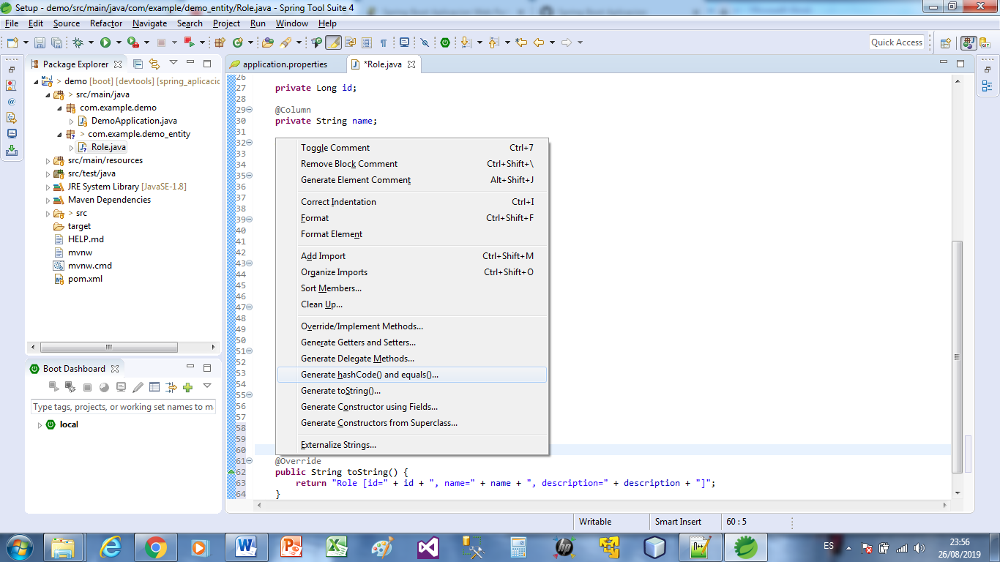 Setup - demo/src/main/java/com/example/demo_entity/Role.java - Spring Tool Suite 4
File Edit Source Refactor Navigate Search Project Run Window Help
Quick Access
Package Explorer
demo [boot] [devtools] [spring_aplicacic
> src/main/java
com.example.demo
DemoApplication.java
> com.example.demo_entity
Role.java
src/main/resources
src/test/java
JRE System Library [JavaSE-1.8]
Maven Dependencies
> src
target
HELP.md
mvnw
mvnw.cmd
pom.xml
Boot Dashboard
Type tags, projects, or working set names to m
local
application.properties
*Role.java
26
27 private Long id;
28
29 @Column
30 private String name;
31
32
33
34
35
36
37
38
39
40
41
42
43
44
45
46
47
48
49
50
51
52
53
54
55
56
57
58
59
60
61 @Override
62 public String toString() {
63 return "Role [id=" + id + ", name=" + name + ", description=" + description + "]";
64 }
Toggle Comment Ctrl+7
Remove Block Comment Ctrl+Shift+\
Generate Element Comment Alt+Shift+J
Correct Indentation Ctrl+I
Format Ctrl+Shift+F
Format Element
Add Import Ctrl+Shift+M
Organize Imports Ctrl+Shift+O
Sort Members...
Clean Up...
Override/Implement Methods...
Generate Getters and Setters...
Generate Delegate Methods...
Generate hashCode() and equals()...
Generate toString()...
Generate Constructor using Fields...
Generate Constructors from Superclass...
Externalize Strings...
Writable Smart Insert 60 : 5
ES
23:56
26/08/2019